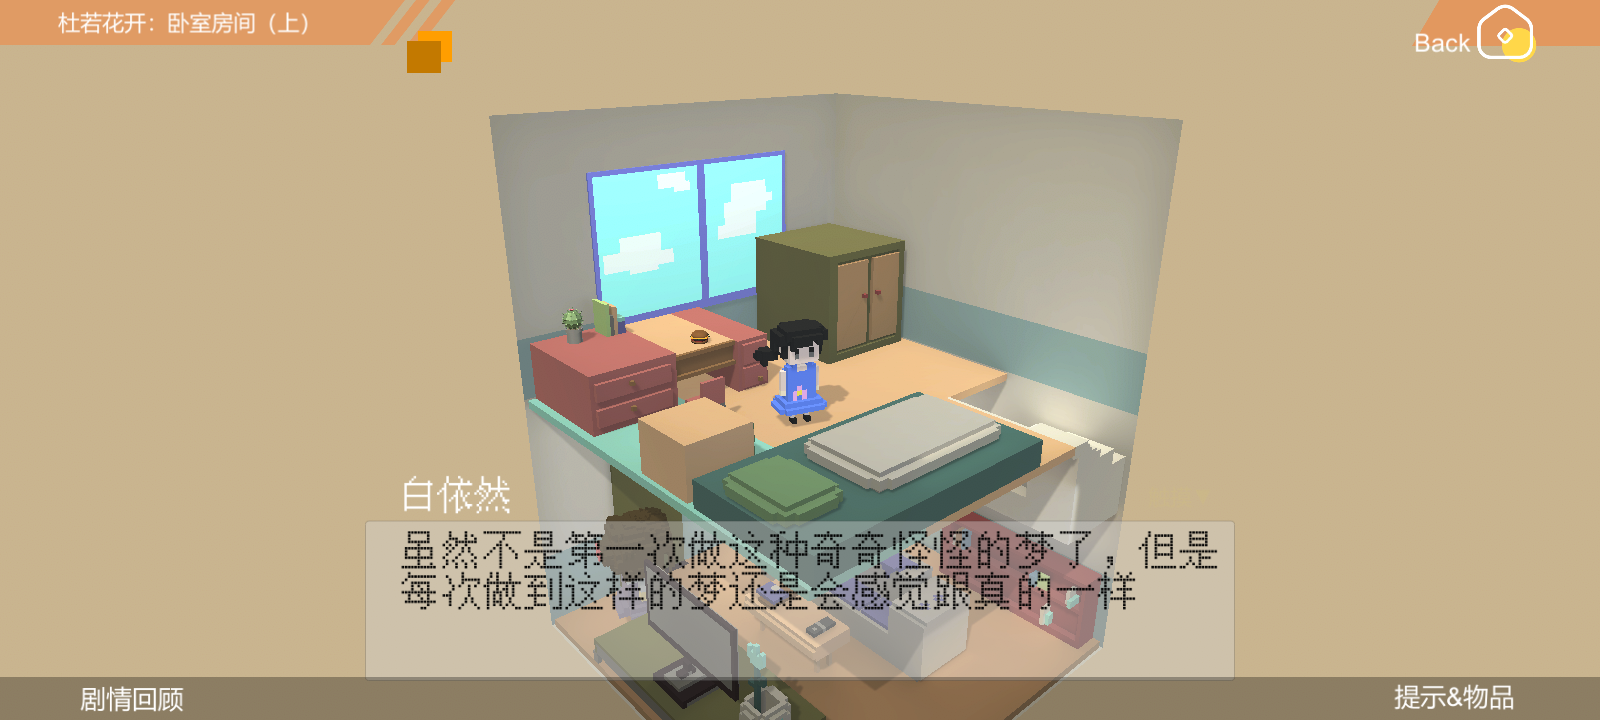 杜若花开：卧室房间（上）
Back
白依然
虽然不是第一次做这种奇奇怪怪的梦了，但是
每次做到这样的梦还是会感觉跟真的一样
剧情回顾
提示&物品